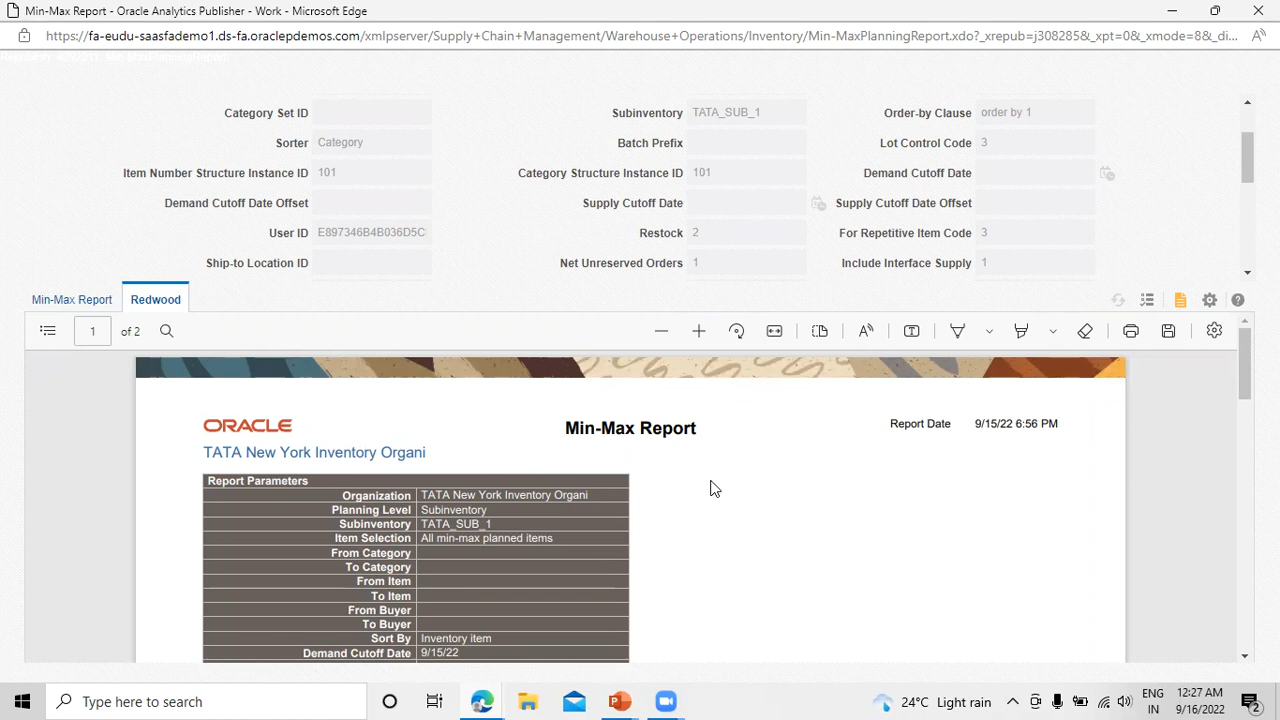 Min-Max Report - Oracle Analytics Publisher - Work - Microsoft Edge
https://fa-eudu-saasfademo1.ds-fa.oraclepdemos.com/xmlpserver/Supply+Chain+Management/Warehouse+Operations/Inventory/Min-MaxPlanningReport.xdo?_xrepub=j308285&_xpt=0&_xmode=8&_di...
Category Set ID Subinventory TATA_SUB_1 Order-by Clause order by 1
Sorter Category Batch Prefix Lot Control Code 3
Item Number Structure Instance ID 101 Category Structure Instance ID 101 Demand Cutoff Date
Demand Cutoff Date Offset Supply Cutoff Date Supply Cutoff Date Offset
User ID E897346B4B036D5C Restock 2 For Repetitive Item Code 3
Ship-to Location ID Net Unreserved Orders 1 Include Interface Supply 1
Min-Max Report Redwood
1 of 2
ORACLE Min-Max Report Report Date 9/15/22 6:56 PM
TATA New York Inventory Organi
Report Parameters
Organization TATA New York Inventory Organi
Planning Level Subinventory
Subinventory TATA_SUB_1
Item Selection All min-max planned items
From Category
To Category
From Item
To Item
From Buyer
To Buyer
Sort By Inventory item
Demand Cutoff Date 9/15/22
Type here to search 24°C Light rain ENG 12:27 AM
IN 9/16/2022 2